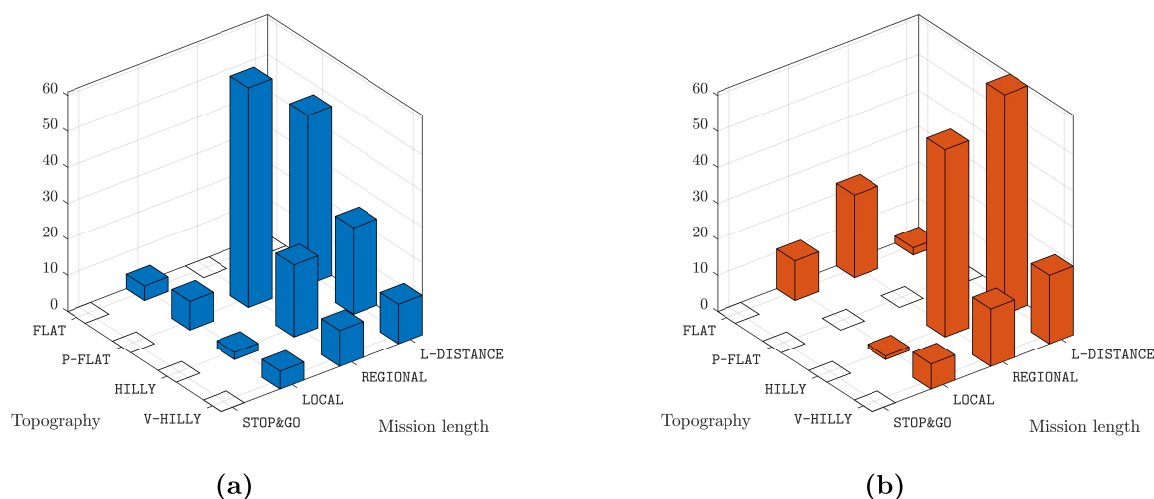 60
50
40
30
20
10
0
FLAT
P-FLAT
HILLY
V-HILLY
Topography
STOP&GO
LOCAL
REGIONAL
L-DISTANCE
Mission length
(a)
60
50
40
30
20
10
0
FLAT
P-FLAT
HILLY
V-HILLY
Topography
STOP&GO
LOCAL
REGIONAL
L-DISTANCE
Mission length
(b)